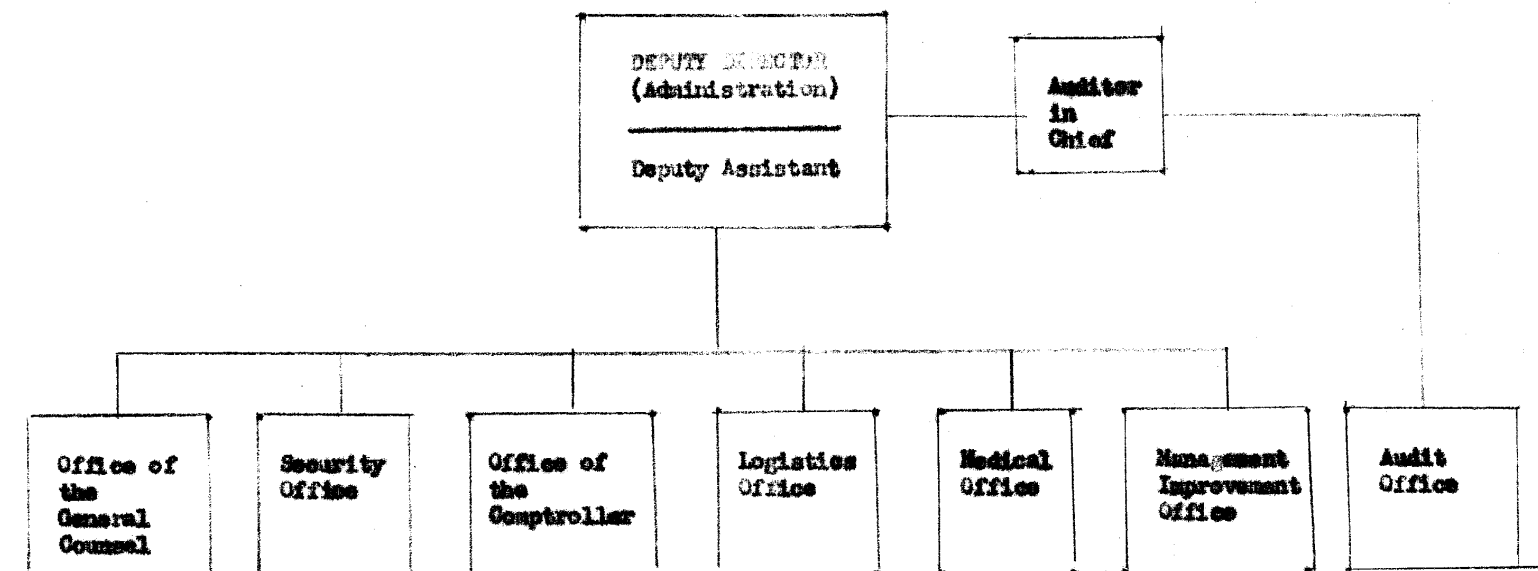 DEPUTY DIRECTOR
(Administration)
Deputy Assistant
Auditor
in
Chief
Office of
the
General
Counsel
Security
Office
Office of
the
Comptroller
Logistics
Office
Medical
Office
Management
Improvement
Office
Audit
Office